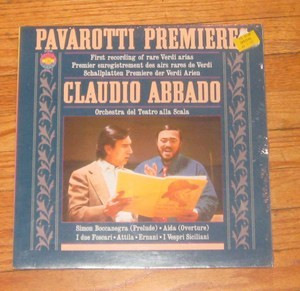 PAVAROTTI PREMIERES
First recording of rare Verdi arias
Premier enregistrement des airs rares de Verdi
Schallplatten Premiere der Verdi Arien
CLAUDIO ABBADO
Orchestra del Teatro alla Scala
Simon Boccanegra (Prelude) • Aida (Overture)
I due Foscari • Attila • Ernani • I Vespri Siciliani